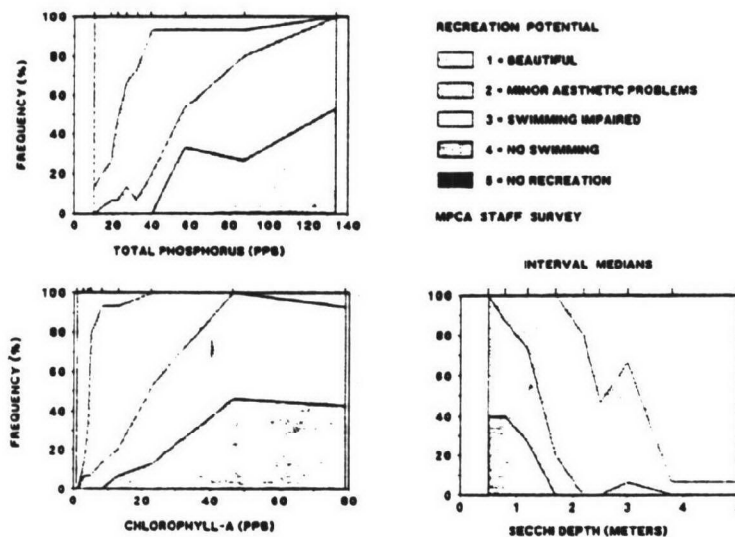 FREQUENCY (%)
100
80
60
40
20
0
0 20 40 60 80 100 120 140
TOTAL PHOSPHORUS (PPB)
RECREATION POTENTIAL
1 = BEAUTIFUL
2 = MINOR AESTHETIC PROBLEMS
3 = SWIMMING IMPAIRED
4 = NO SWIMMING
5 = NO RECREATION
MPCA STAFF SURVEY
FREQUENCY (%)
100
80
60
40
20
0
0 20 40 60 80
CHLOROPHYLL-A (PPB)
INTERVAL MEDIANS
100
80
60
40
20
0
0 1 2 3 4
SECCHI DEPTH (METERS)